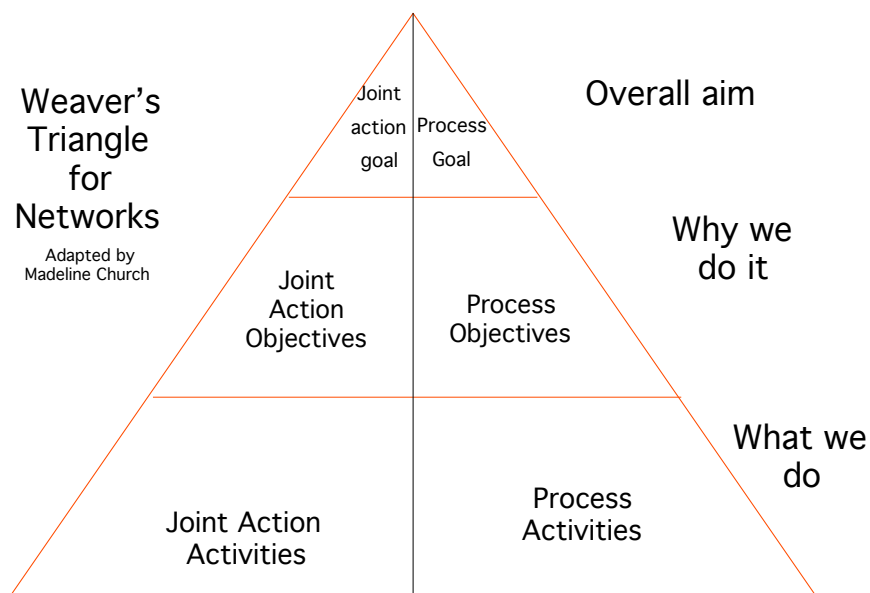 Weaver's
Triangle
for
Networks
Adapted by
Madeline Church
Joint
action
goal
Process
Goal
Overall aim
Joint
Action
Objectives
Process
Objectives
Why we
do it
Joint Action
Activities
Process
Activities
What we
do